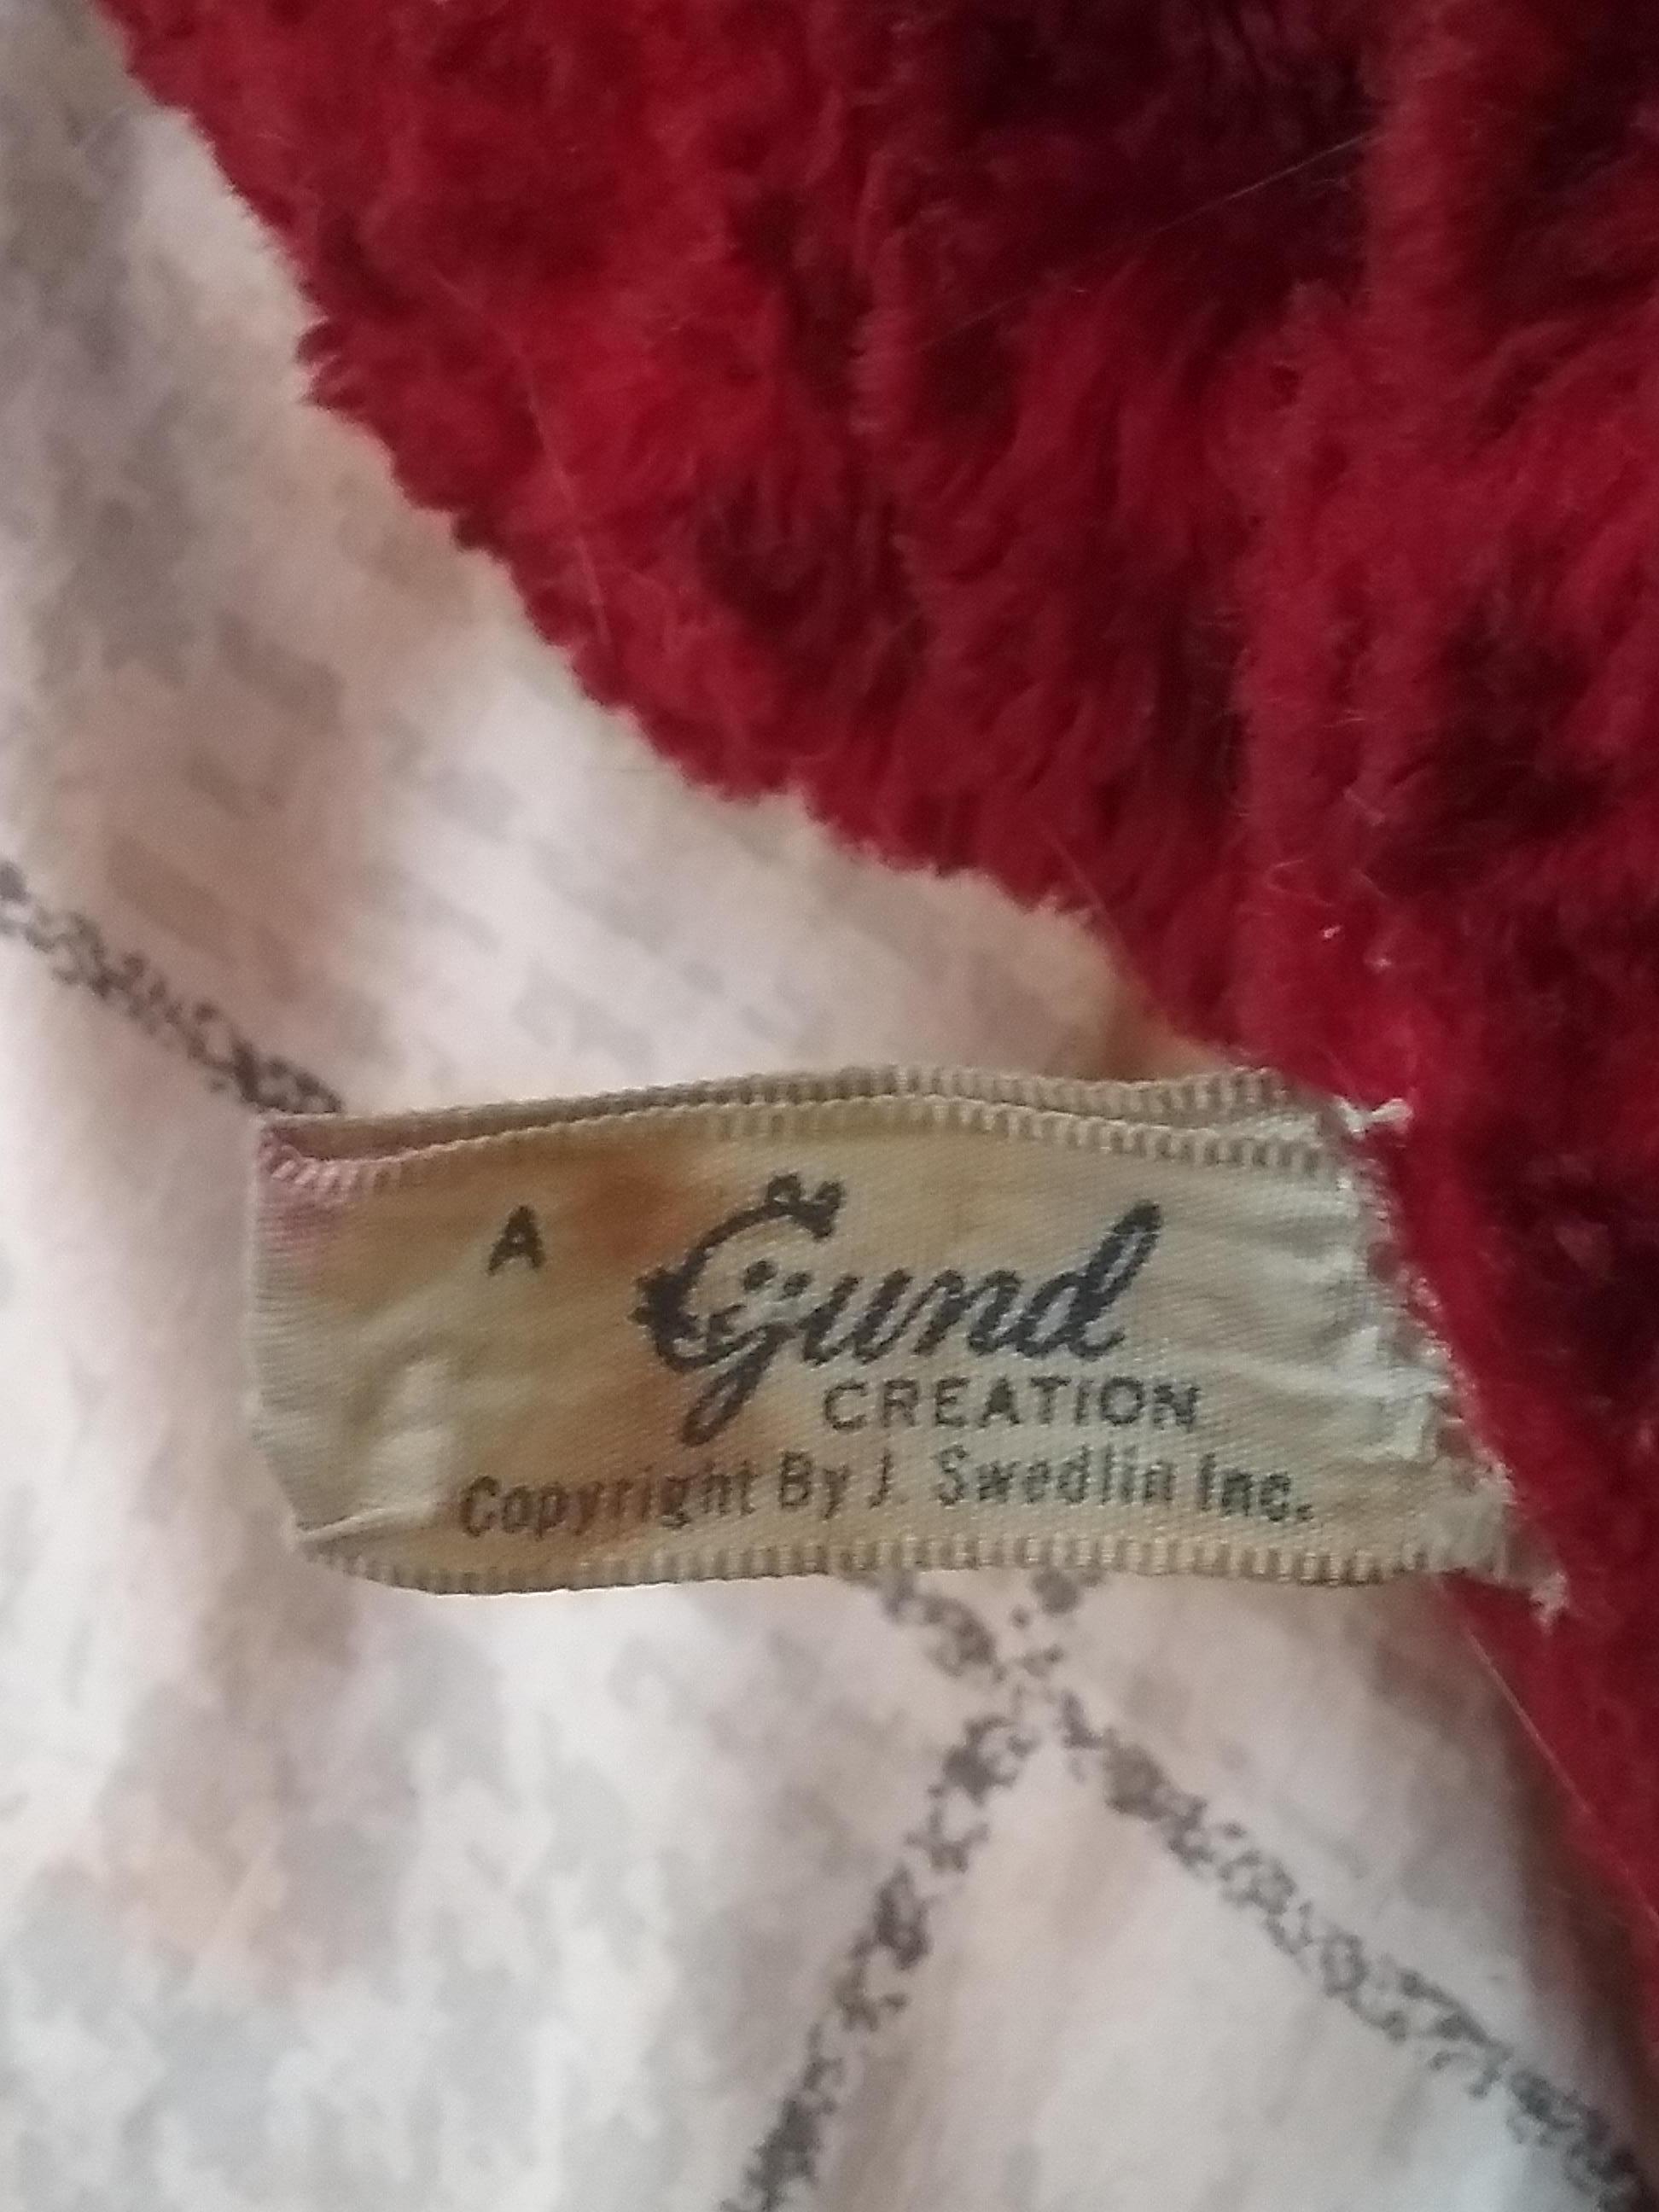 A Gund
CREATION
Copyright By J. Swedlin Inc.